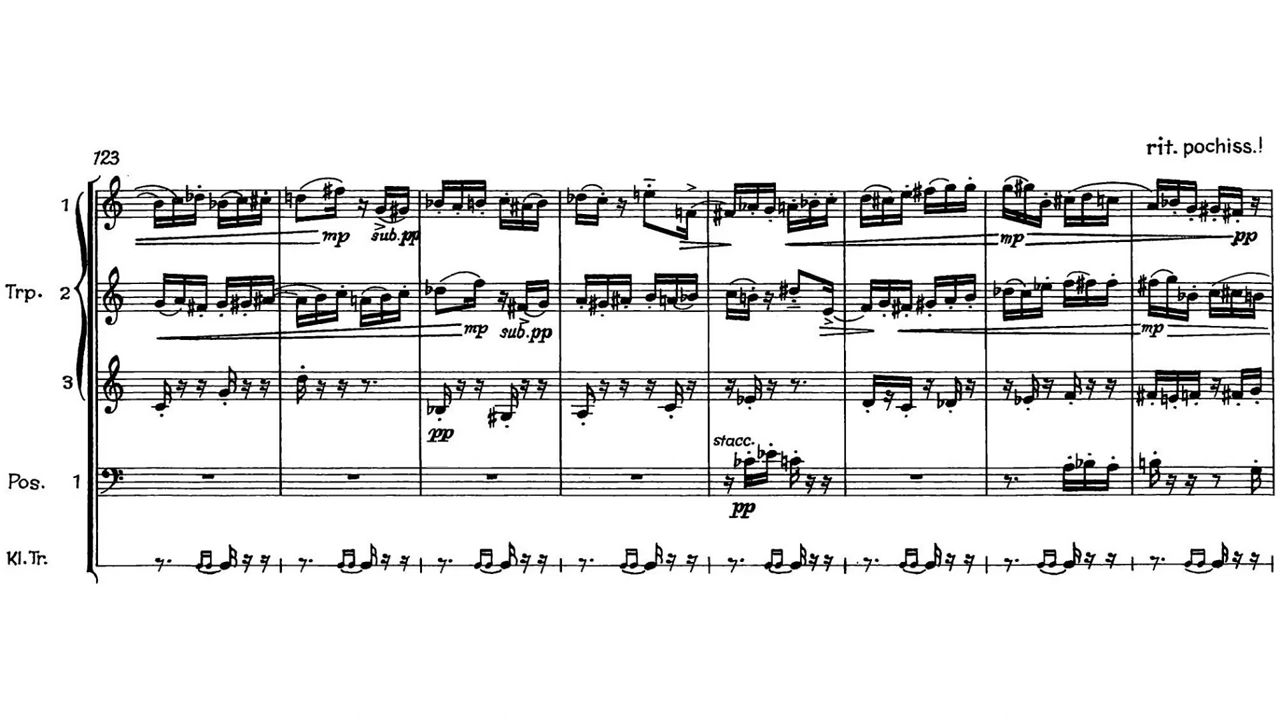 123
rit. pochiss.!
1
mp
sub.pp
Trp. 2
mp
sub.pp
mp
pp
mp
3
pp
stacc.
Pos. 1
pp
Kl.Tr.